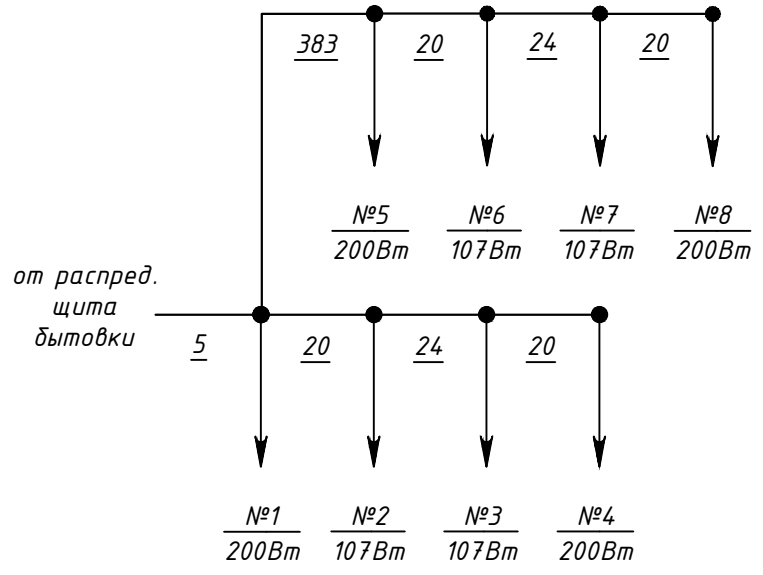 383 20 24 20
№5 №6 №7 №8
200Вт 107Вт 107Вт 200Вт
от распред.
щита
бытовки
5 20 24 20
№1 №2 №3 №4
200Вт 107Вт 107Вт 200Вт